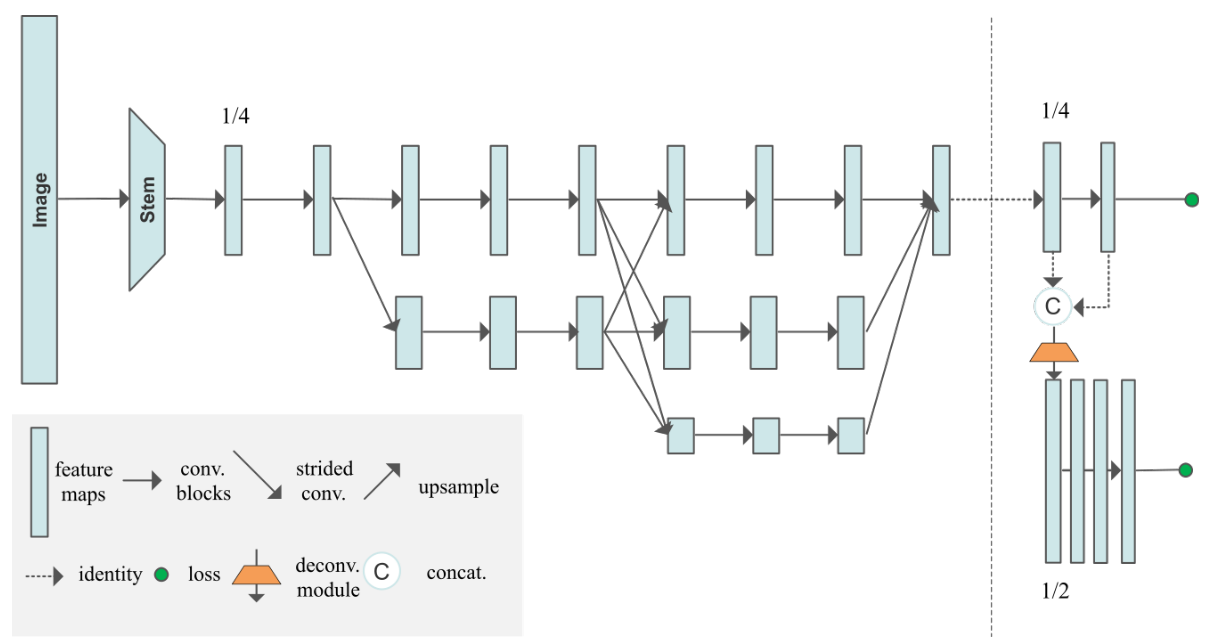 Image
Stem
1/4
1/4
C
1/2
feature
maps
conv.
blocks
strided
conv.
upsample
identity
loss
deconv.
module
C
concat.